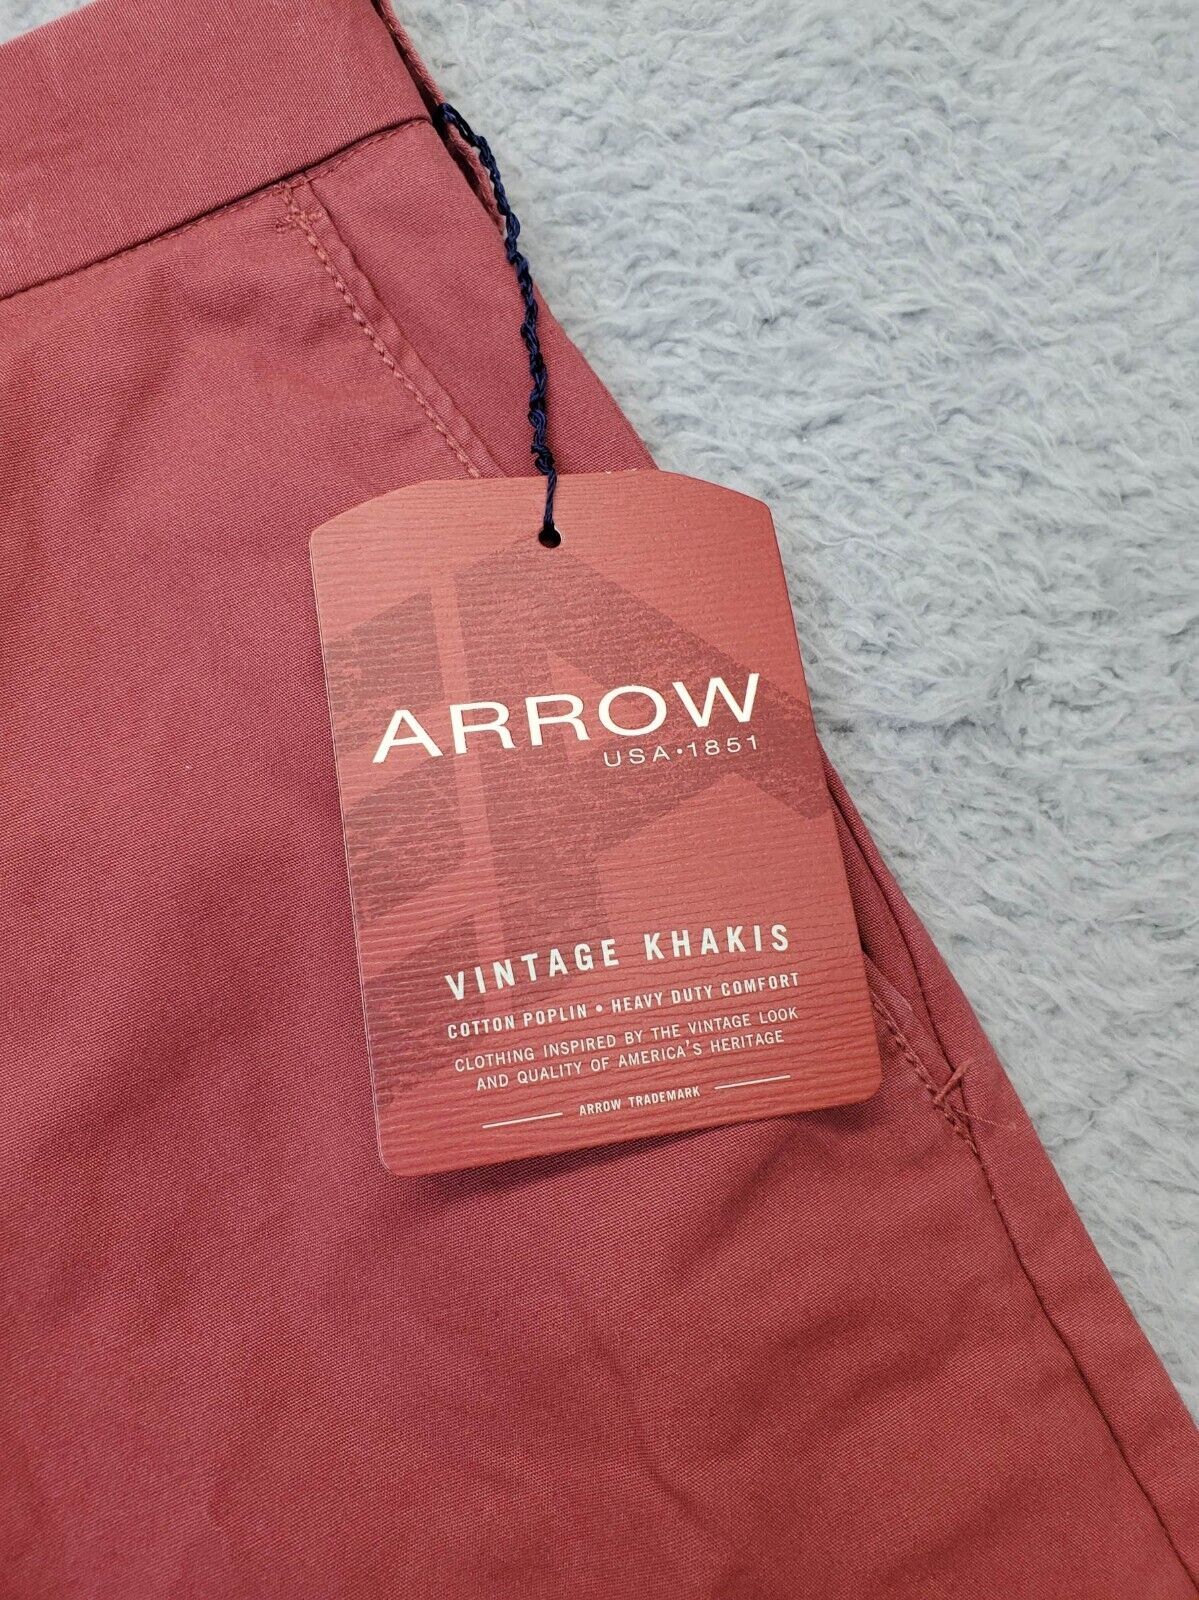 ARROW
USA•1851
VINTAGE KHAKIS
COTTON POPLIN • HEAVY DUTY COMFORT
CLOTHING INSPIRED BY THE VINTAGE LOOK
AND QUALITY OF AMERICA'S HERITAGE
ARROW TRADEMARK